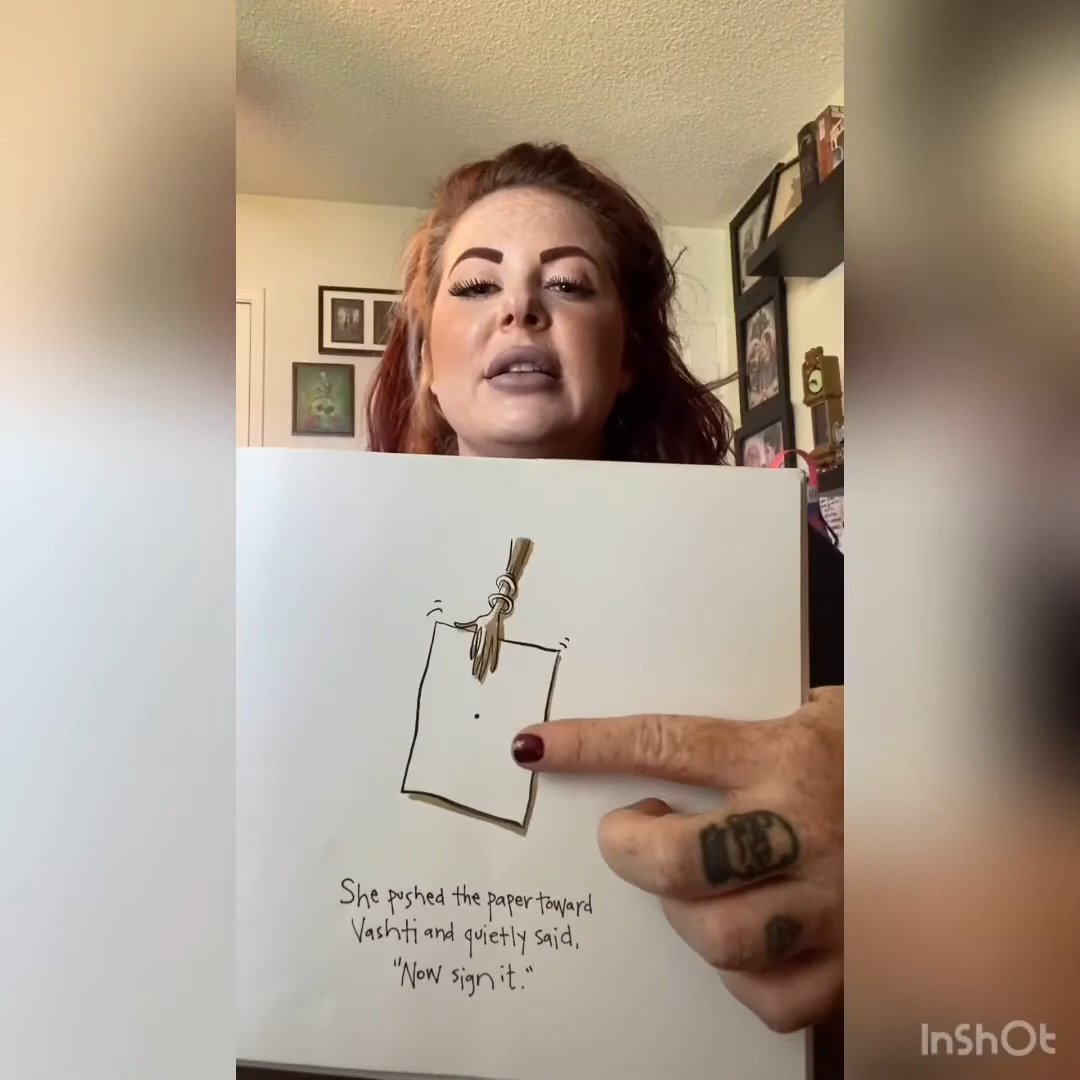 She pushed the paper toward
Vashti and quietly said,
"Now sign it."
InShOt